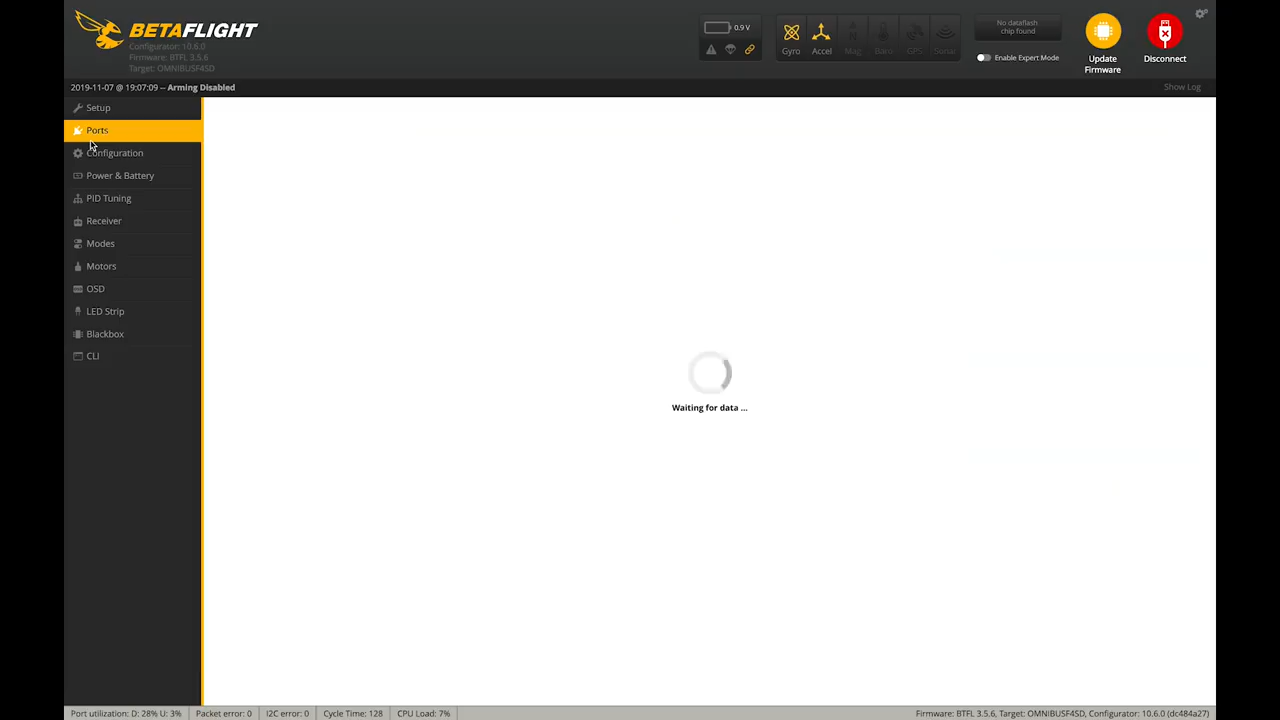 BETAFLIGHT
Configurator: 10.6.0
Firmware: BTFL 3.5.6
Target: OMNIBUSF4SD
0.9 V
Gyro
Accel
Mag
Baro
GPS
Sonar
No dataflash
chip found
Enable Expert Mode
Update
Firmware
Disconnect
2019-11-07 @ 19:07:09 -- Arming Disabled
Show Log
Setup
Ports
Configuration
Power & Battery
PID Tuning
Receiver
Modes
Motors
OSD
LED Strip
Blackbox
CLI
Waiting for data ...
Port utilization: D: 28% U: 3%
Packet error: 0
I2C error: 0
Cycle Time: 128
CPU Load: 7%
Firmware: BTFL 3.5.6, Target: OMNIBUSF4SD, Configurator: 10.6.0 (dc484a27)